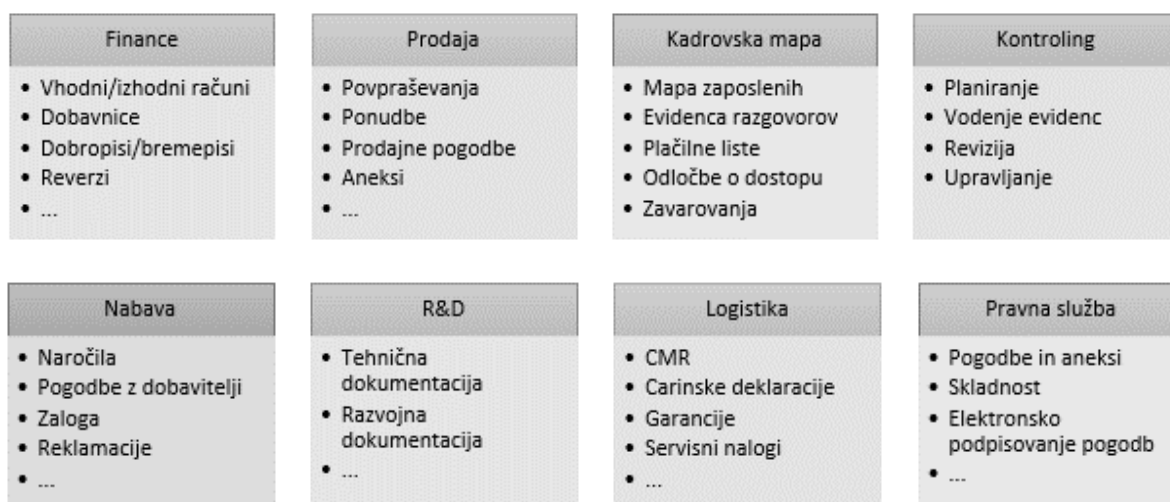 Finance
• Vhodni/izhodni računi
• Dobavnice
• Dobropisi/bremepisi
• Reverzi
• ...
Prodaja
• Povpraševanja
• Ponudbe
• Prodajne pogodbe
• Aneksi
• ...
Kadrovska mapa
• Mapa zaposlenih
• Evidenca razgovorov
• Plačilne liste
• Odločbe o dostopu
• Zavarovanja
Kontroling
• Planiranje
• Vodenje evidenc
• Revizija
• Upravljanje
Nabava
• Naročila
• Pogodbe z dobavitelji
• Zaloga
• Reklamacije
• ...
R&D
• Tehnična
dokumentacija
• Razvojna
dokumentacija
• ...
Logistika
• CMR
• Carinske deklaracije
• Garancije
• Servisni nalogi
• ...
Pravna služba
• Pogodbe in aneksi
• Skladnost
• Elektronsko
podpisovanje pogodb
• ...